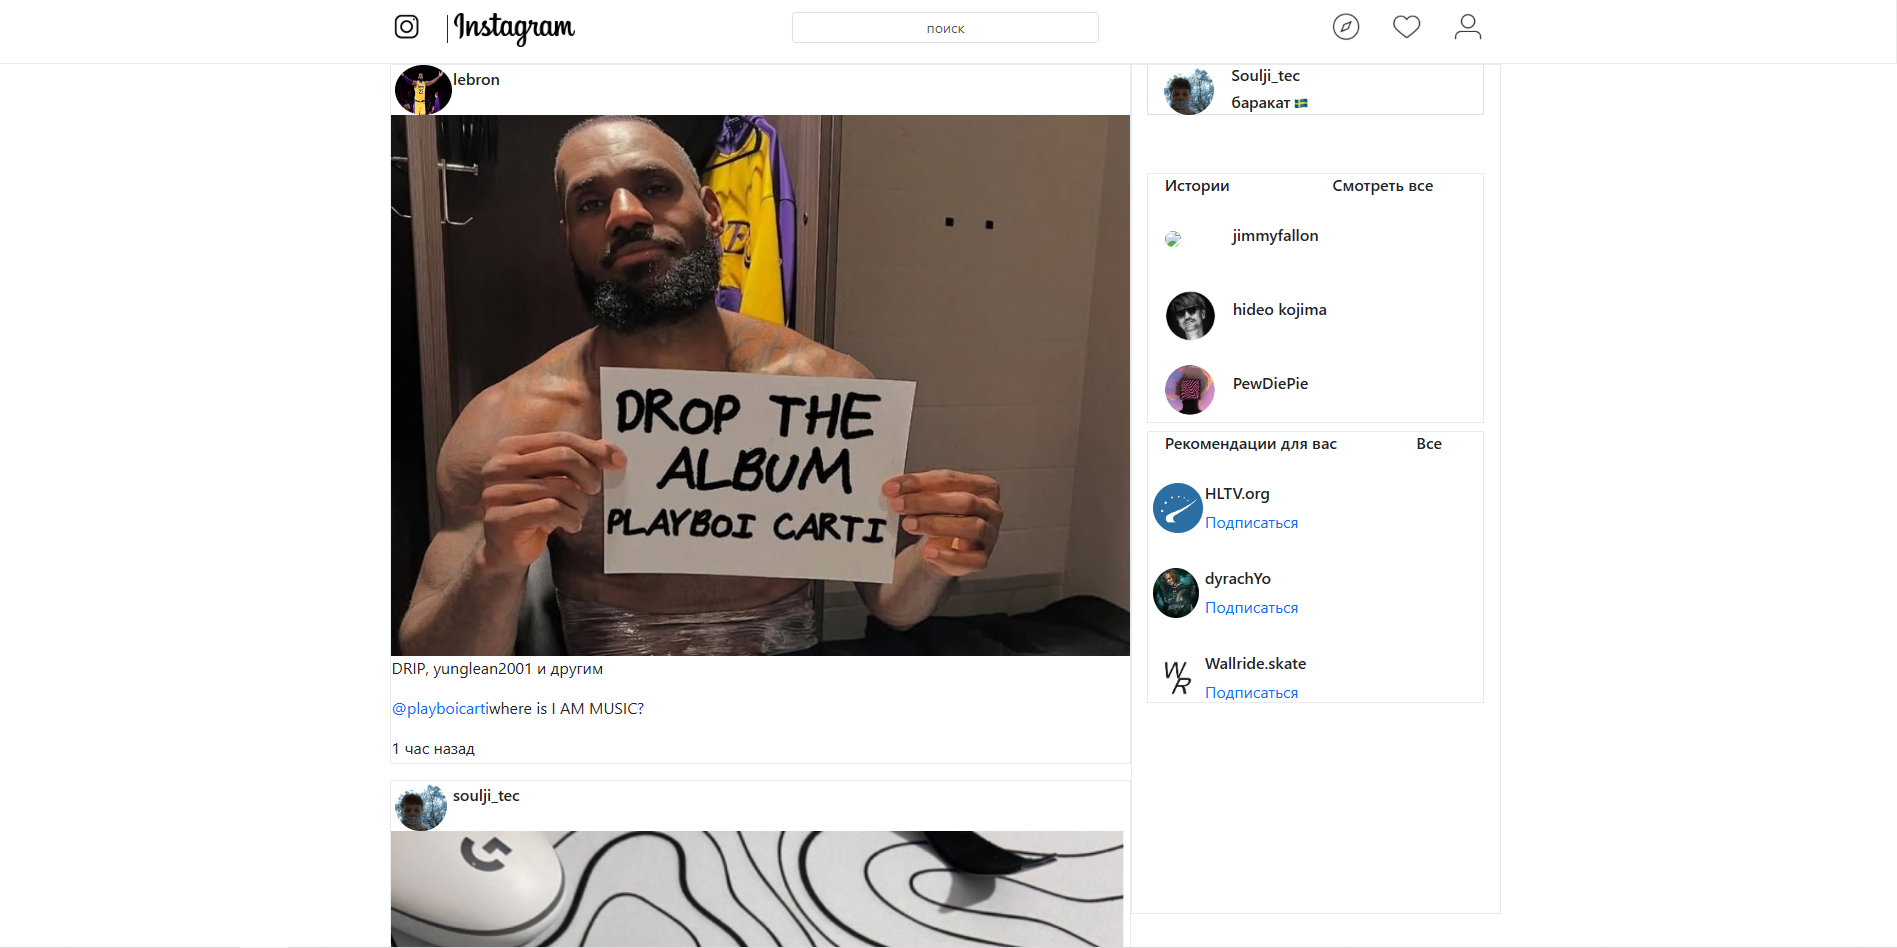 Instagram
поиск
lebron
DROP THE
ALBUM
PLAYBOI CARTI
DRIP, yunglean2001 и другим
@playboicartiwhere is I AM MUSIC?
1 час назад
soulji_tec
Soulji_tec
баракат 🇸🇪
Истории Смотреть все
jimmyfallon
hideo kojima
PewDiePie
Рекомендации для вас Все
HLTV.org
Подписаться
dyrachYo
Подписаться
WR
Wallride.skate
Подписаться